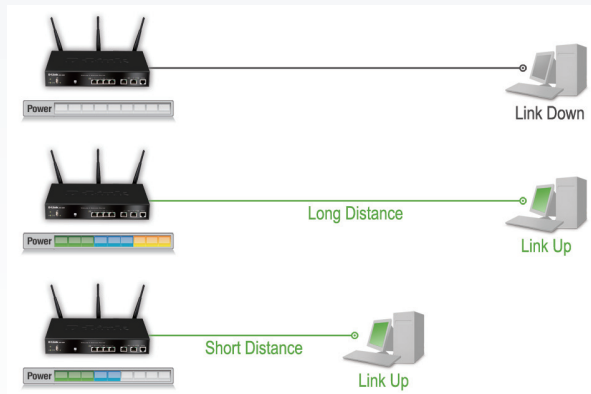 Power
Link Down
Long Distance
Power
Link Up
Short Distance
Power
Link Up